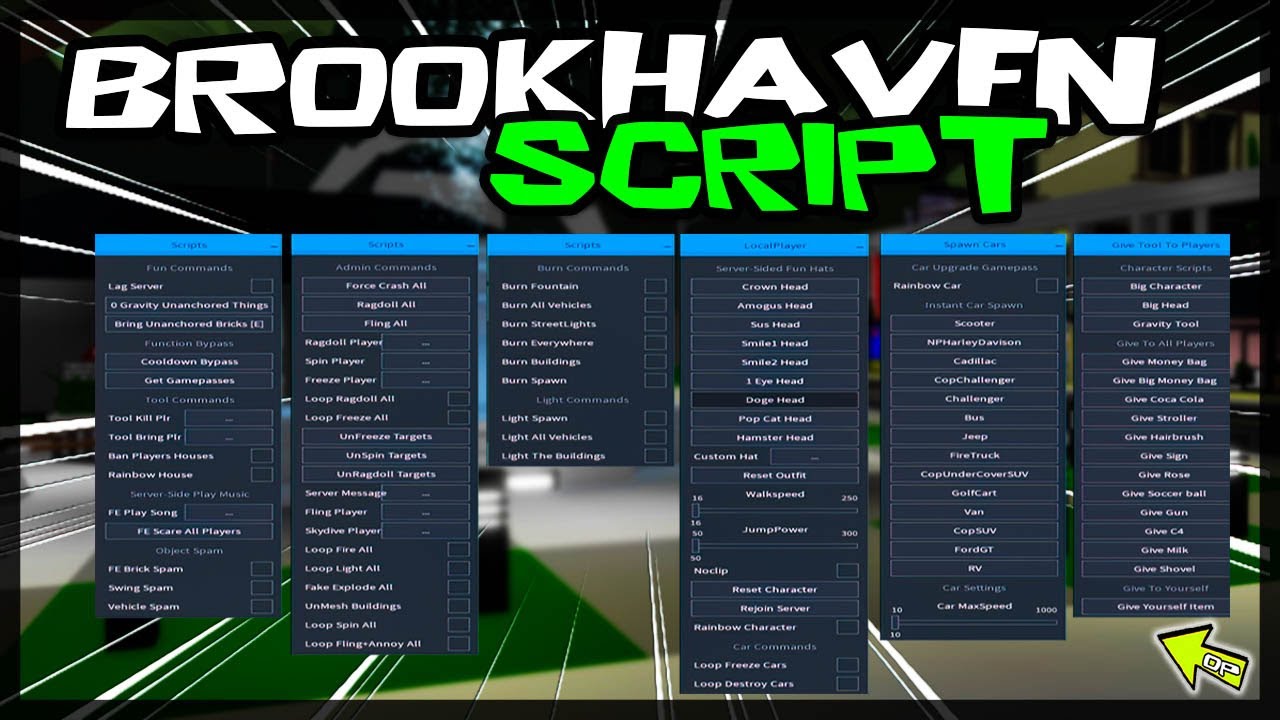 BROOKHAVEN
SCRIPT
Scripts
Fun Commands
Lag Server
0 Gravity Unanchored Things
Bring Unanchored Bricks [E]
Function Bypass
Cooldown Bypass
Get Gamepasses
Tool Commands
Tool Kill Plr ...
Tool Bring Plr ...
Ban Players Houses
Rainbow House
Server-Side Play Music
FE Play Song ...
FE Scare All Players
Object Spam
FE Brick Spam
Swing Spam
Vehicle Spam
Scripts
Admin Commands
Force Crash All
Ragdoll All
Fling All
Ragdoll Player ...
Spin Player ...
Freeze Player ...
Loop Ragdoll All
Loop Freeze All
UnFreeze Targets
UnSpin Targets
UnRagdoll Targets
Server Message ...
Fling Player ...
Skydive Player ...
Loop Fire All
Loop Light All
Fake Explode All
UnMesh Buildings
Loop Spin All
Loop Fling+Annoy All
Scripts
Burn Commands
Burn Fountain
Burn All Vehicles
Burn StreetLights
Burn Everywhere
Burn Buildings
Burn Spawn
Light Commands
Light Spawn
Light All Vehicles
Light The Buildings
LocalPlayer
Server-Sided Fun Hats
Crown Head
Amogus Head
Sus Head
Smile1 Head
Smile2 Head
1 Eye Head
Doge Head
Pop Cat Head
Hamster Head
Custom Hat ...
Reset Outfit
Walkspeed
16 250
16
JumpPower
50 300
50
Noclip
Reset Character
Rejoin Server
Rainbow Character
Car Commands
Loop Freeze Cars
Loop Destroy Cars
Spawn Cars
Car Upgrade Gamepass
Rainbow Car
Instant Car Spawn
Scooter
NPHarleyDavison
Cadillac
CopChallenger
Challenger
Bus
Jeep
FireTruck
CopUnderCoverSUV
GolfCart
Van
CopSUV
FordGT
RV
Car Settings
Car MaxSpeed
10 1000
10
Give Tool To Players
Character Scripts
Big Character
Big Head
Gravity Tool
Give To All Players
Give Money Bag
Give Big Money Bag
Give Coca Cola
Give Stroller
Give Hairbrush
Give Sign
Give Rose
Give Soccer ball
Give Gun
Give C4
Give Milk
Give Shovel
Give To Yourself
Give Yourself Item
OP